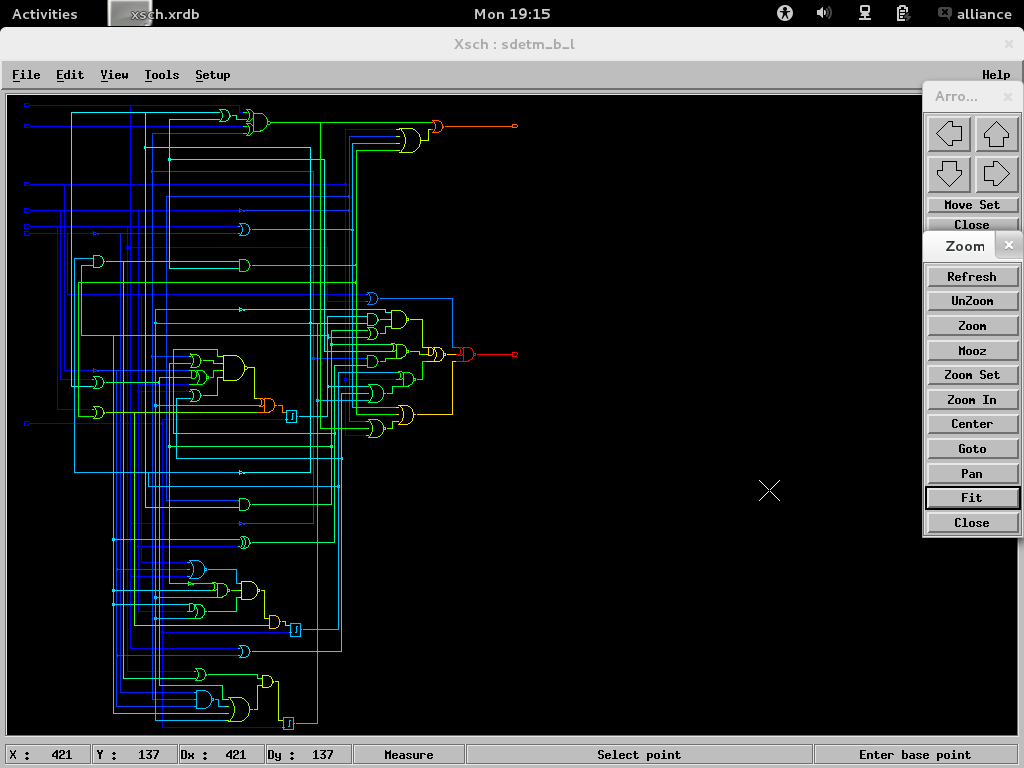 Activities xsch.xrdb Mon 19:15 alliance
Xsch : sdetm_b_l
File Edit View Tools Setup Help
Arro...
Move Set
Close
Zoom
Refresh
UnZoom
Zoom
Mooz
Zoom Set
Zoom In
Center
Goto
Pan
Fit
Close
X : 421 Y : 137 Dx : 421 Dy : 137 Measure Select point Enter base point